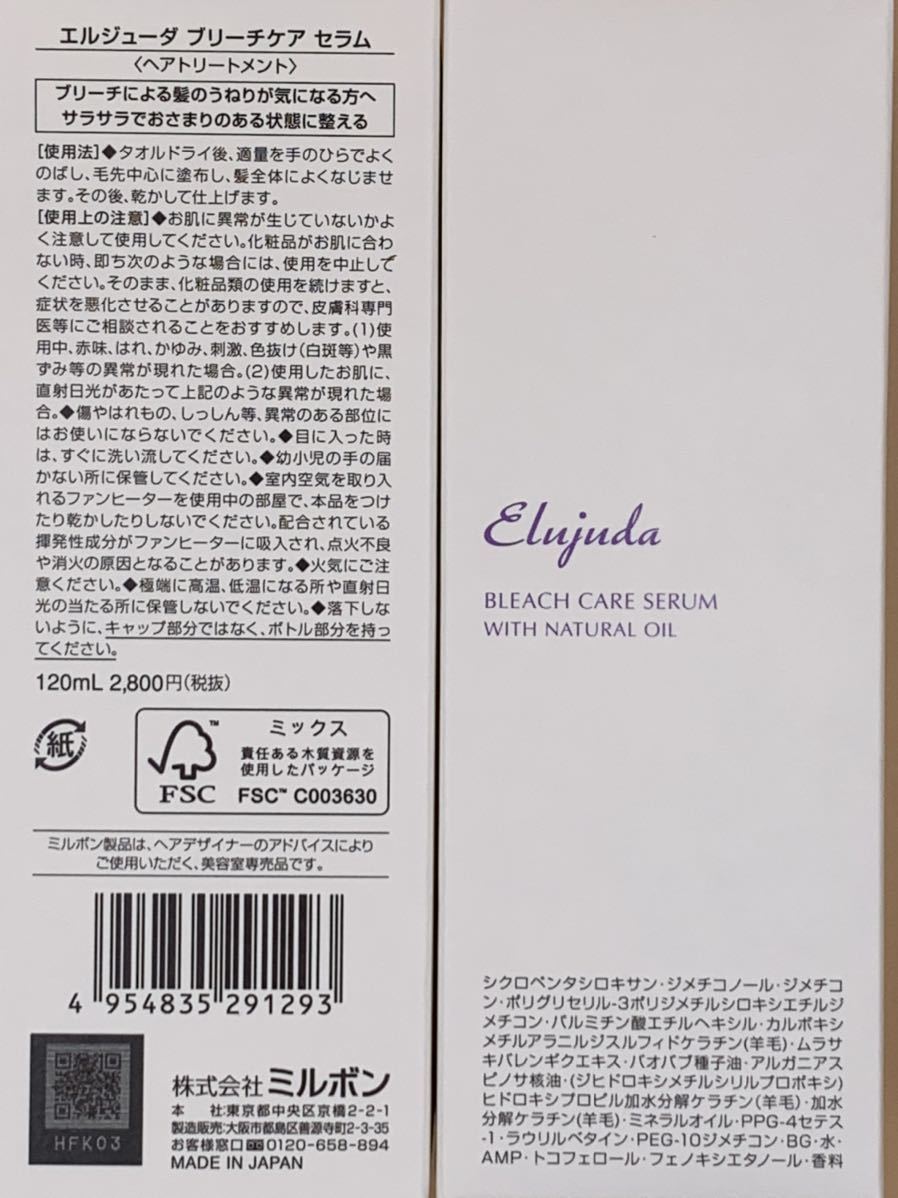 エルジューダ ブリーチケア セラム
〈ヘアトリートメント〉
ブリーチによる髪のうねりが気になる方へ
サラサラでおさまりのある状態に整える
[使用法]◆タオルドライ後、適量を手のひらでよく
のばし、毛先中心に塗布し、髪全体によくなじませ
ます。その後、乾かして仕上げます。
[使用上の注意]◆お肌に異常が生じていないかよ
く注意して使用してください。化粧品がお肌に合わ
ない時、即ち次のような場合には、使用を中止して
ください。そのまま、化粧品類の使用を続けますと、
症状を悪化させることがありますので、皮膚科専門
医等にご相談されることをおすすめします。(1)使
用中、赤味、はれ、かゆみ、刺激、色抜け(白斑等)や黒
ずみ等の異常が現れた場合。(2)使用したお肌に、
直射日光があたって上記のような異常が現れた場
合。◆傷やはれもの、しっしん等、異常のある部位に
はお使いにならないでください。◆目に入った時
は、すぐに洗い流してください。◆幼小児の手の届
かない所に保管してください。◆室内空気を取り入
れるファンヒーターを使用中の部屋で、本品をつけ
たり乾かしたりしないでください。配合されている
揮発性成分がファンヒーターに吸入され、点火不良
や消火の原因となることがあります。◆火気にご注
意ください。◆極端に高温、低温になる所や直射日
光の当たる所に保管しないでください。◆落下しな
いように、キャップ部分ではなく、ボトル部分を持っ
てください。
120mL 2,800円(税抜)
紙
ミックス
責任ある木質資源を
使用したパッケージ
FSC™ C003630
FSC
ミルボン製品は、ヘアデザイナーのアドバイスにより
ご使用いただく、美容室専売品です。
4 954835 291293
HFK03
株式会社 ミルボン
本 社:東京都中央区京橋2-2-1
製造販売:大阪市都島区善源寺町2-3-35
お客様窓口 0120-658-894
MADE IN JAPAN
Elujuda
BLEACH CARE SERUM
WITH NATURAL OIL
シクロペンタシロキサン・ジメチコノール・ジメチコ
ン・ポリグリセリル-3ポリジメチルシロキシエチルジ
メチコン・パルミチン酸エチルヘキシル・カルボキシ
メチルアラニルジスルフィドケラチン(羊毛)・ムラサ
キバレンギクエキス・バオバブ種子油・アルガニアス
ピノサ核油・(ジヒドロキシメチルシリルプロポキシ)
ヒドロキシプロピル加水分解ケラチン(羊毛)・加水
分解ケラチン(羊毛)・ミネラルオイル・PPG-4セテス
-1・ラウリルベタイン・PEG-10ジメチコン・BG・水・
AMP・トコフェロール・フェノキシエタノール・香料